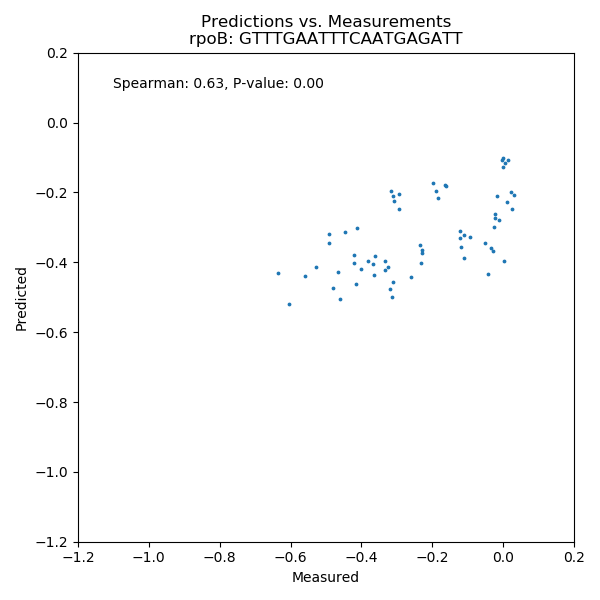 Predictions vs. Measurements
rpoB: GTTTGAATTTCAATGAGATT
Spearman: 0.63, P-value: 0.00
0.2
0.0
−0.2
−0.4
−0.6
−0.8
−1.0
−1.2
Predicted
−1.2 −1.0 −0.8 −0.6 −0.4 −0.2 0.0 0.2
Measured